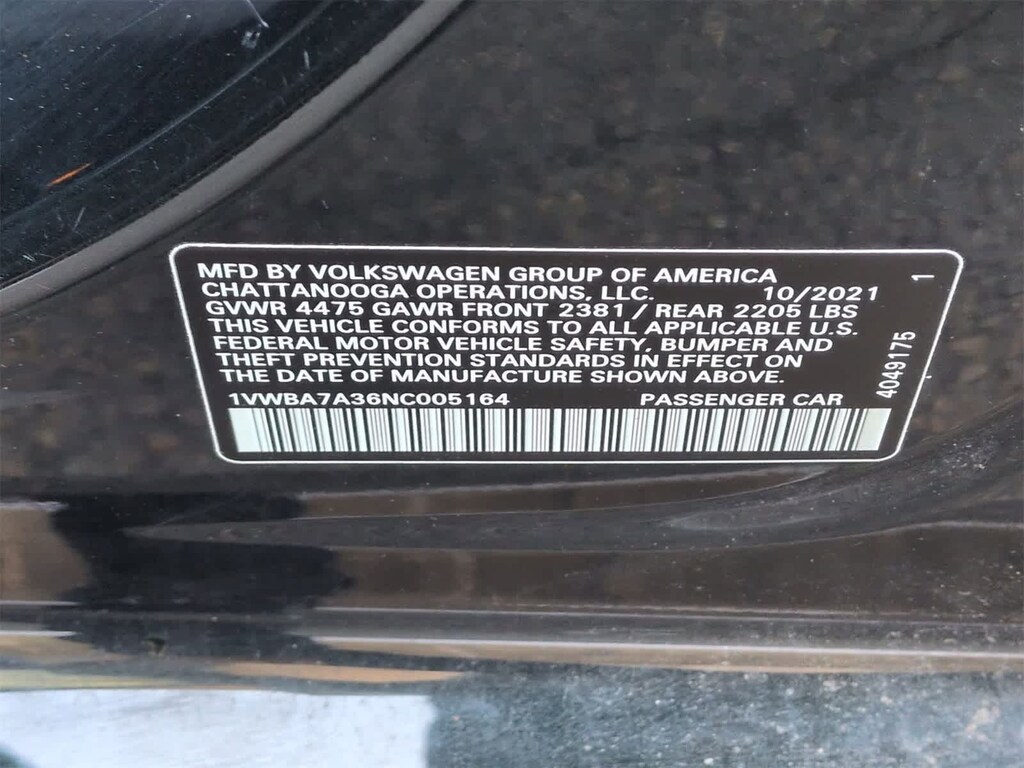 MFD BY VOLKSWAGEN GROUP OF AMERICA
CHATTANOOGA OPERATIONS, LLC. 10/2021
GVWR 4475 GAWR FRONT 2381 / REAR 2205 LBS
THIS VEHICLE CONFORMS TO ALL APPLICABLE U.S.
FEDERAL MOTOR VEHICLE SAFETY, BUMPER AND
THEFT PREVENTION STANDARDS IN EFFECT ON
THE DATE OF MANUFACTURE SHOWN ABOVE.
1VWBA7A36NC005164 PASSENGER CAR
4049175
1